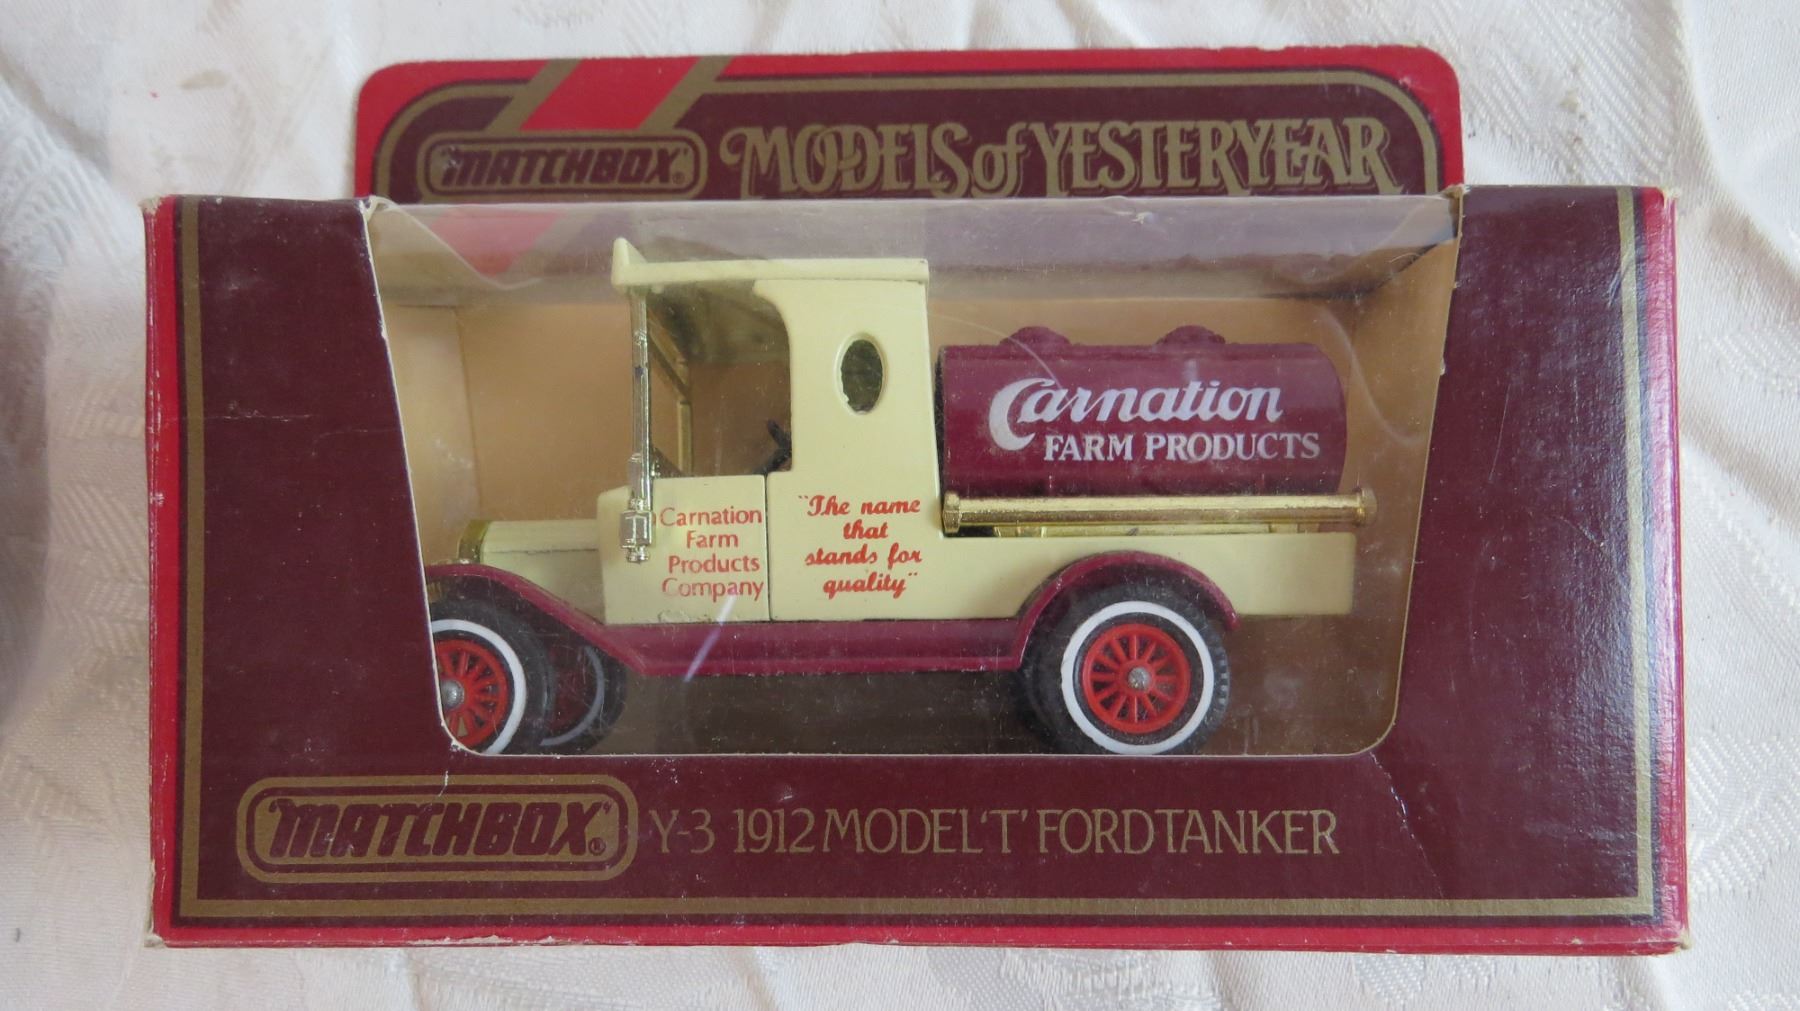 MATCHBOX® MODELS of YESTERYEAR
Carnation
FARM PRODUCTS
Carnation
Farm
Products
Company
"The name
that
stands for
quality"
MATCHBOX® Y-3 1912 MODEL 'T' FORD TANKER